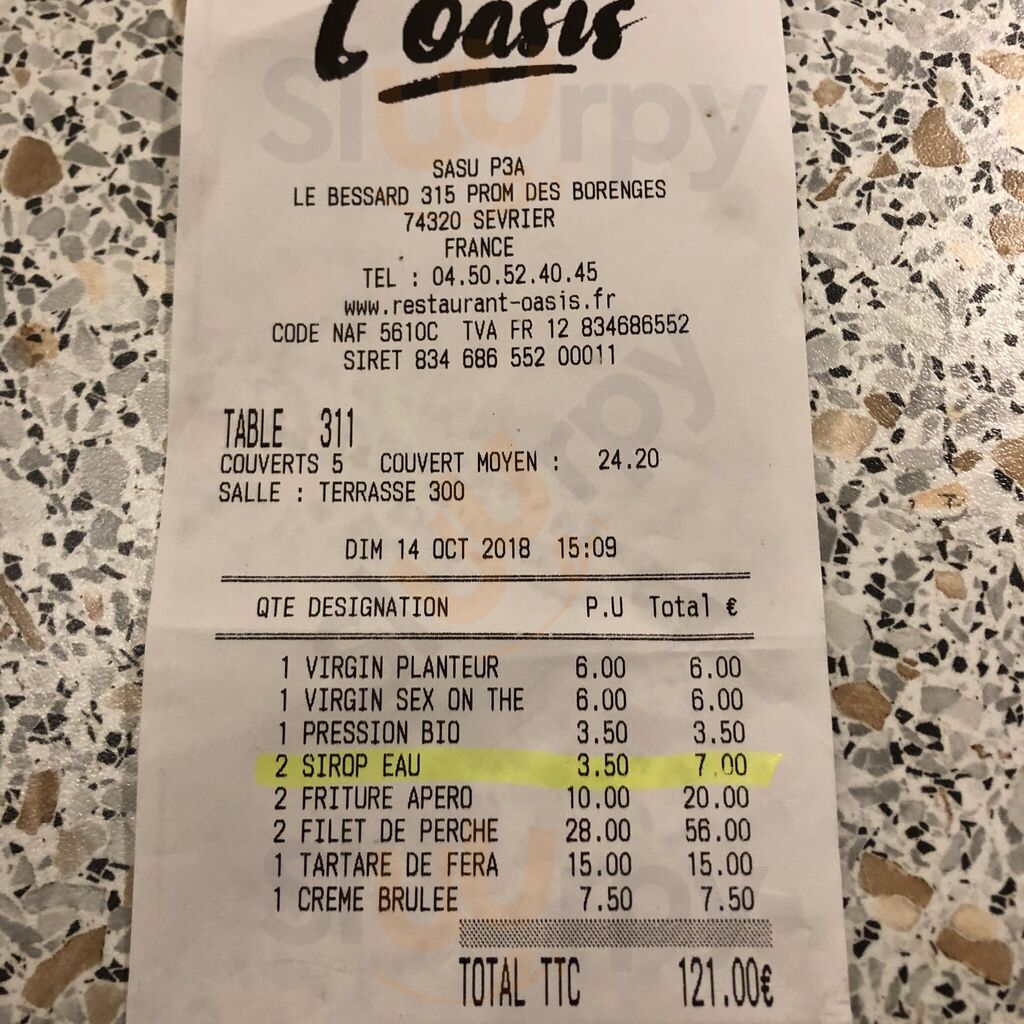 L'Oasis
Sluurpy
SASU P3A
LE BESSARD 315 PROM DES BORENGES
74320 SEVRIER
FRANCE
TEL : 04.50.52.40.45
www.restaurant-oasis.fr
CODE NAF 5610C TVA FR 12 834686552
SIRET 834 686 552 00011
TABLE 311
COUVERTS 5 COUVERT MOYEN : 24.20
SALLE : TERRASSE 300
DIM 14 OCT 2018 15:09
QTE DESIGNATION P.U Total €
1 VIRGIN PLANTEUR 6.00 6.00
1 VIRGIN SEX ON THE 6.00 6.00
1 PRESSION BIO 3.50 3.50
2 SIROP EAU 3.50 7.00
2 FRITURE APERO 10.00 20.00
2 FILET DE PERCHE 28.00 56.00
1 TARTARE DE FERA 15.00 15.00
1 CREME BRULEE 7.50 7.50
TOTAL TTC 121.00€